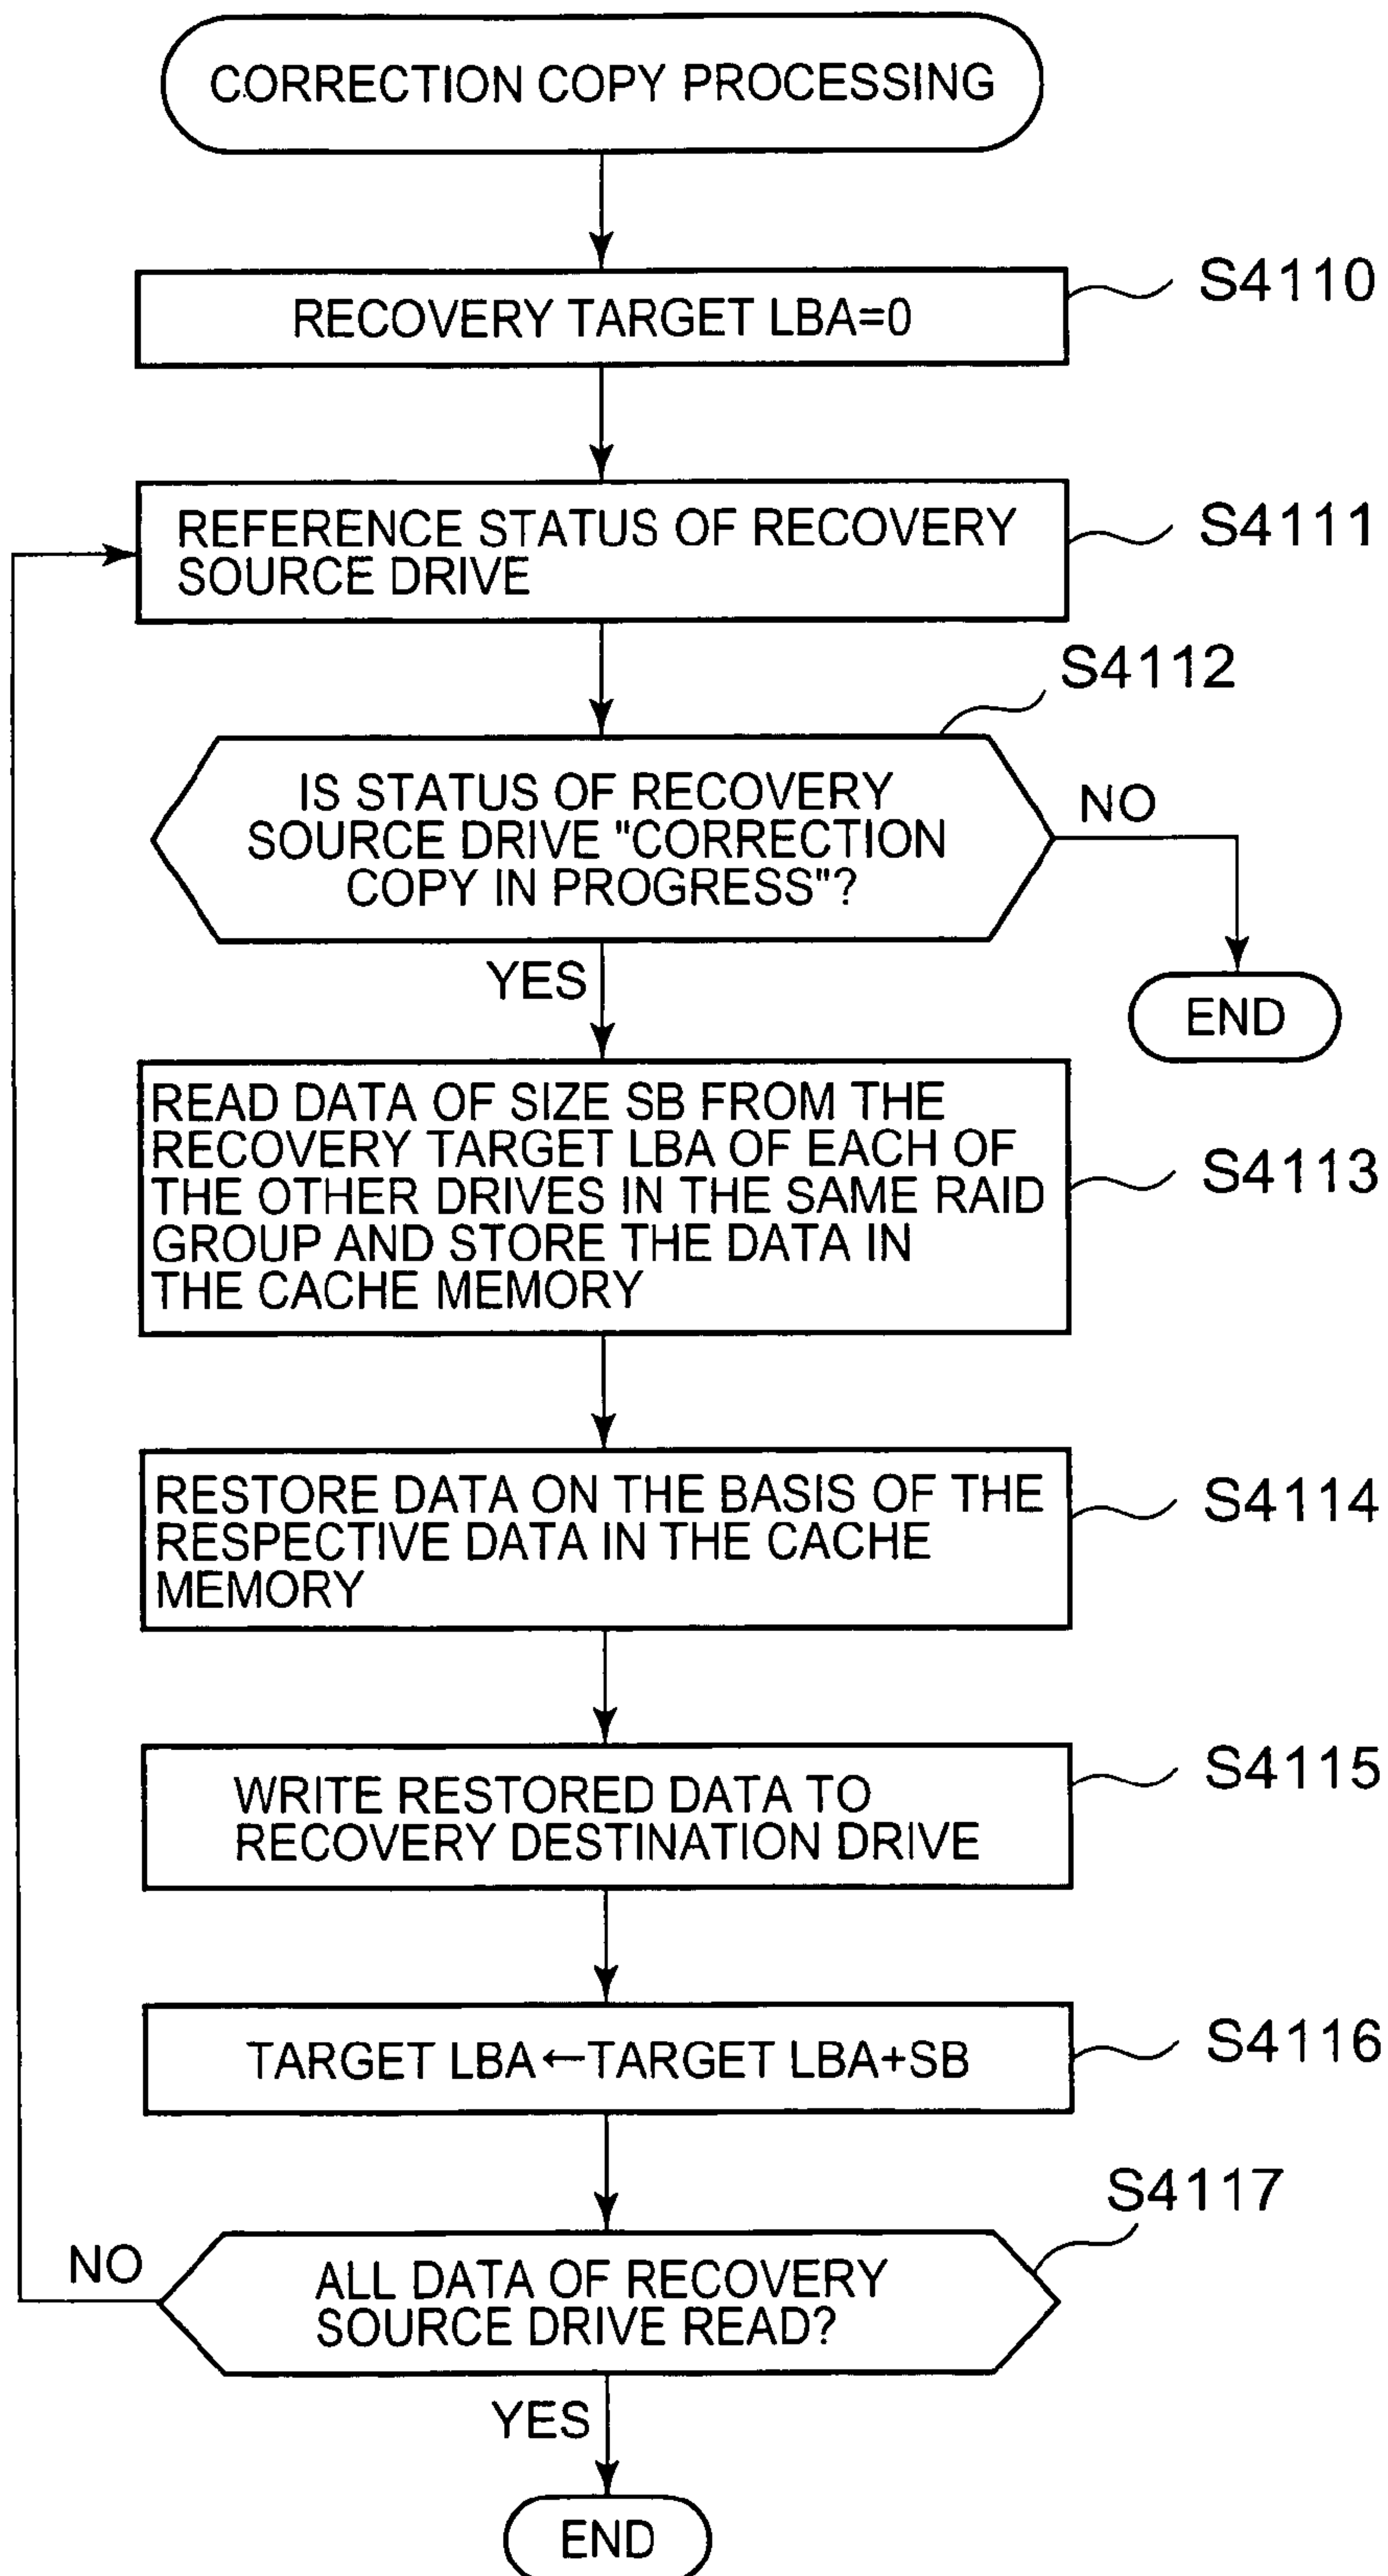 CORRECTION COPY PROCESSING
RECOVERY TARGET LBA=0
S4110
REFERENCE STATUS OF RECOVERY
SOURCE DRIVE
S4111
S4112
IS STATUS OF RECOVERY
SOURCE DRIVE "CORRECTION
COPY IN PROGRESS"?
NO
YES
END
READ DATA OF SIZE SB FROM THE
RECOVERY TARGET LBA OF EACH OF
THE OTHER DRIVES IN THE SAME RAID
GROUP AND STORE THE DATA IN
THE CACHE MEMORY
S4113
RESTORE DATA ON THE BASIS OF THE
RESPECTIVE DATA IN THE CACHE
MEMORY
S4114
WRITE RESTORED DATA TO
RECOVERY DESTINATION DRIVE
S4115
TARGET LBA←TARGET LBA+SB
S4116
S4117
NO
ALL DATA OF RECOVERY
SOURCE DRIVE READ?
YES
END